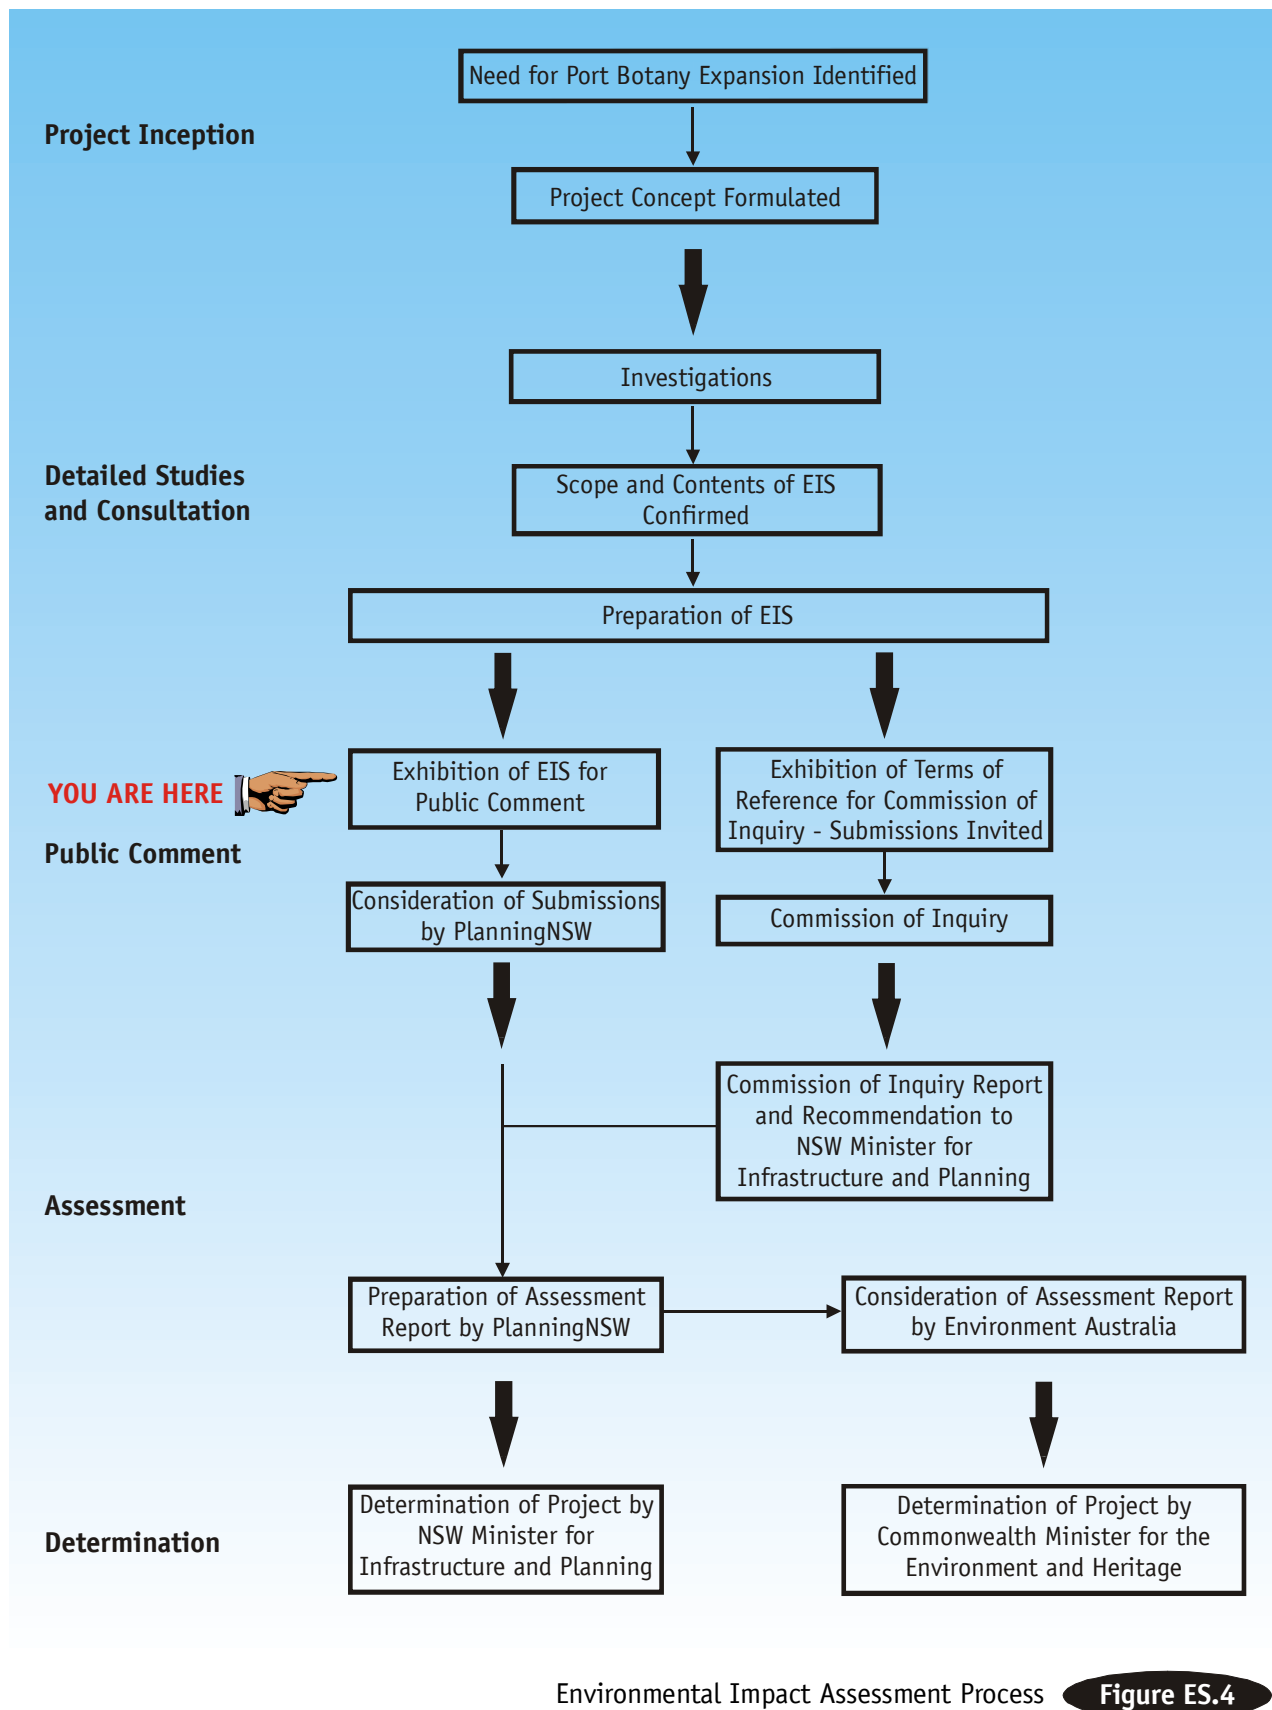 Need for Port Botany Expansion Identified
Project Inception
Project Concept Formulated
Investigations
Detailed Studies
and Consultation
Scope and Contents of EIS
Confirmed
Preparation of EIS
YOU ARE HERE
Exhibition of EIS for
Public Comment
Exhibition of Terms of
Reference for Commission of
Inquiry - Submissions Invited
Public Comment
Consideration of Submissions
by PlanningNSW
Commission of Inquiry
Commission of Inquiry Report
and Recommendation to
NSW Minister for
Infrastructure and Planning
Assessment
Preparation of Assessment
Report by PlanningNSW
Consideration of Assessment Report
by Environment Australia
Determination
Determination of Project by
NSW Minister for
Infrastructure and Planning
Determination of Project by
Commonwealth Minister for the
Environment and Heritage
Environmental Impact Assessment Process
Figure ES.4